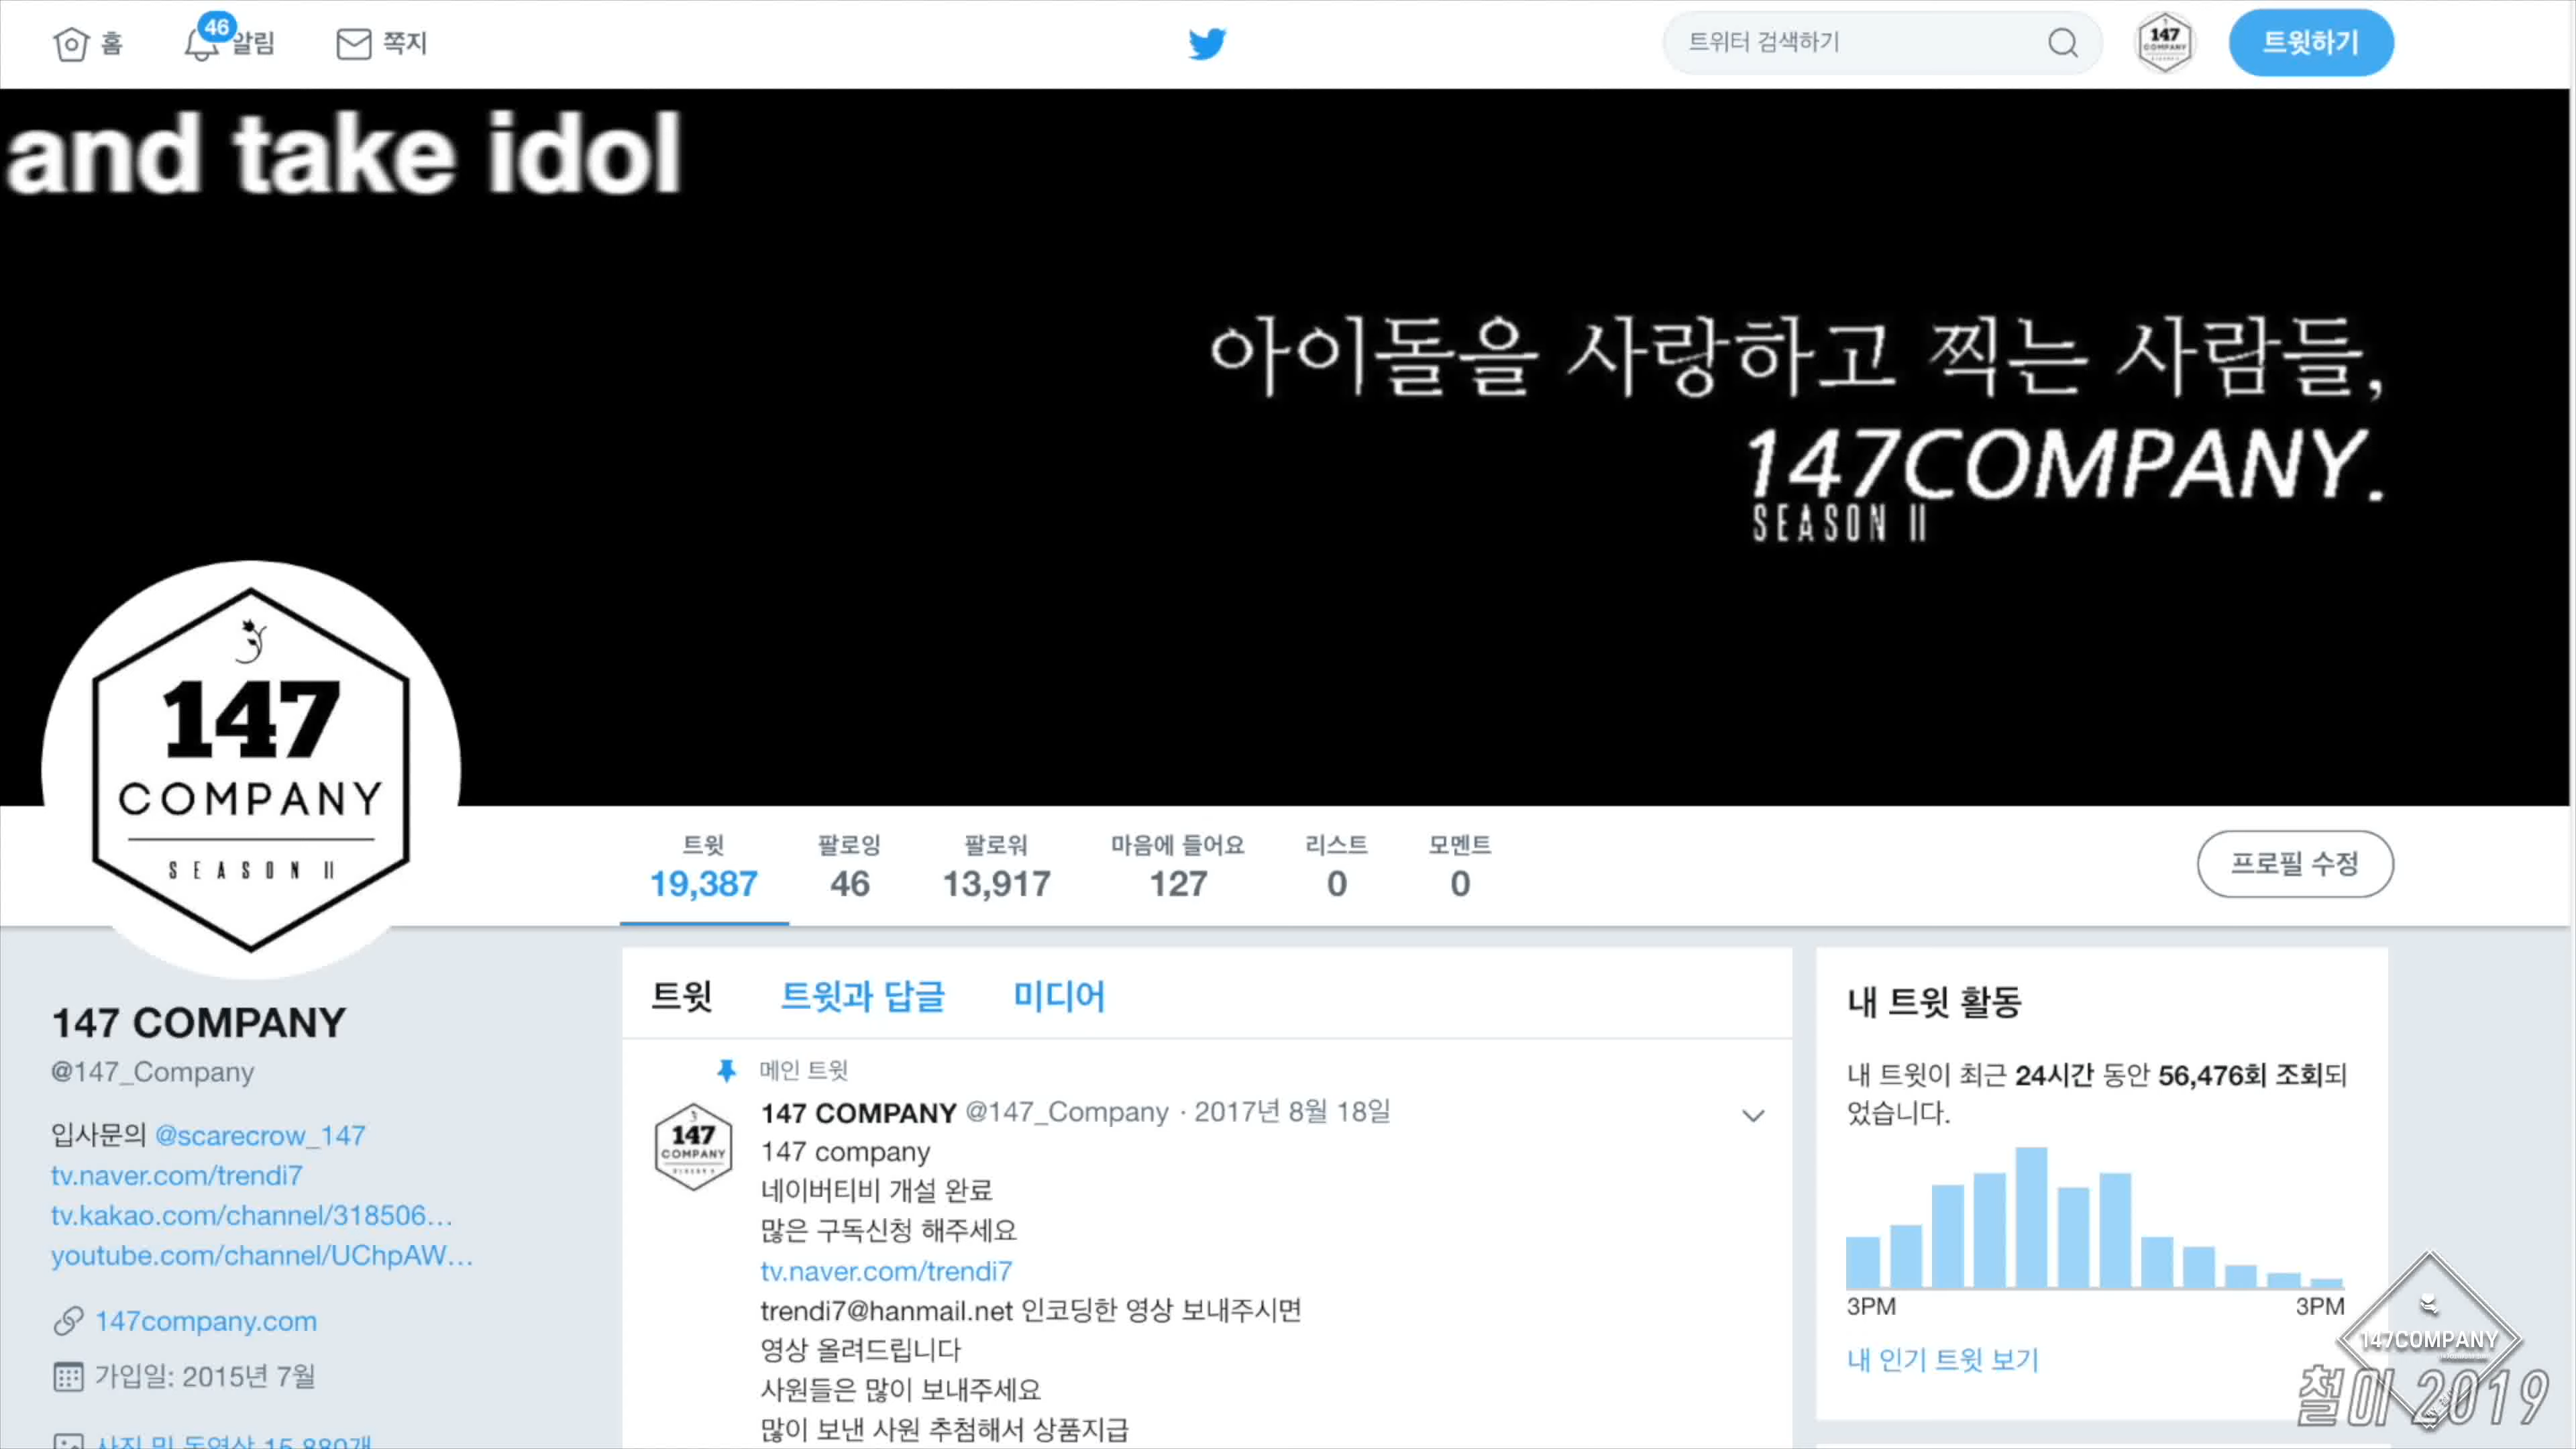 홈
46
알림
쪽지
트위터 검색하기
147
COMPANY
트윗하기
and take idol
아이돌을 사랑하고 찍는 사람들,
147COMPANY.
SEASON II
147
COMPANY
SEASON II
트윗 팔로잉 팔로워 마음에 들어요 리스트 모멘트
19,387 46 13,917 127 0 0
프로필 수정
147 COMPANY
@147_Company
입사문의 @scarecrow_147
tv.naver.com/trendi7
tv.kakao.com/channel/318506...
youtube.com/channel/UChpAW...
147company.com
가입일: 2015년 7월
사진 및 동영상 15,880개
트윗 트윗과 답글 미디어
메인 트윗
147
COMPANY
147 COMPANY @147_Company · 2017년 8월 18일
147 company
네이버티비 개설 완료
많은 구독신청 해주세요
tv.naver.com/trendi7
trendi7@hanmail.net 인코딩한 영상 보내주시면
영상 올려드립니다
사원들은 많이 보내주세요
많이 보낸 사원 추첨해서 상품지급
내 트윗 활동
내 트윗이 최근 24시간 동안 56,476회 조회되
었습니다.
3PM 3PM
내 인기 트윗 보기
147COMPANY
철이 2019